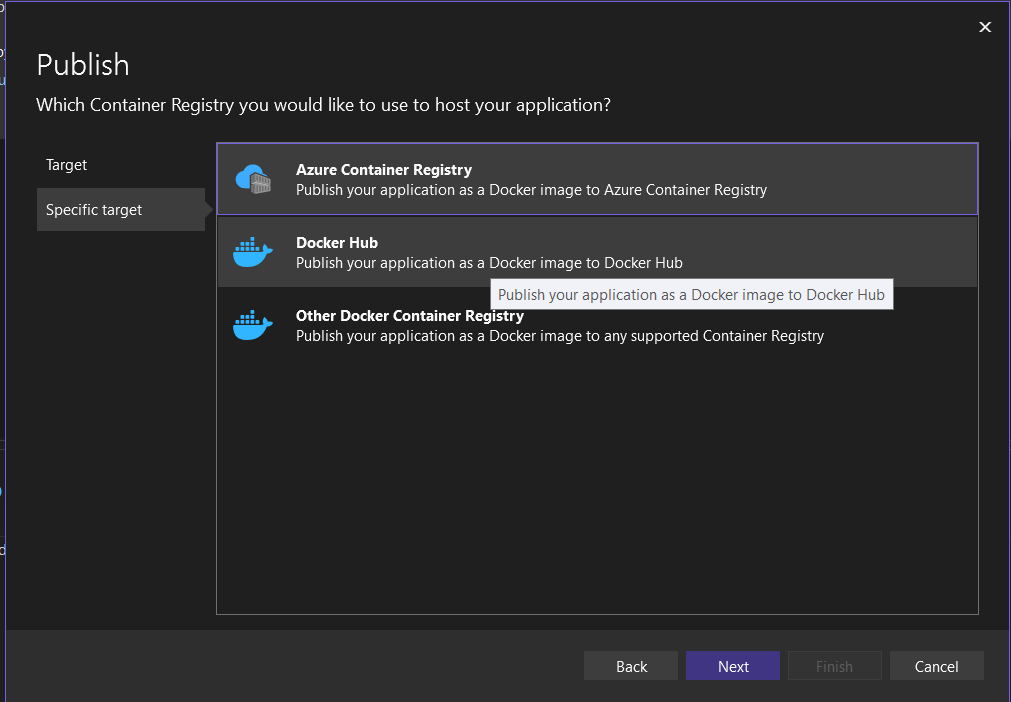 Publish
Which Container Registry you would like to use to host your application?
Target
Specific target
Azure Container Registry
Publish your application as a Docker image to Azure Container Registry
Docker Hub
Publish your application as a Docker image to Docker Hub
Publish your application as a Docker image to Docker Hub
Other Docker Container Registry
Publish your application as a Docker image to any supported Container Registry
Back
Next
Finish
Cancel